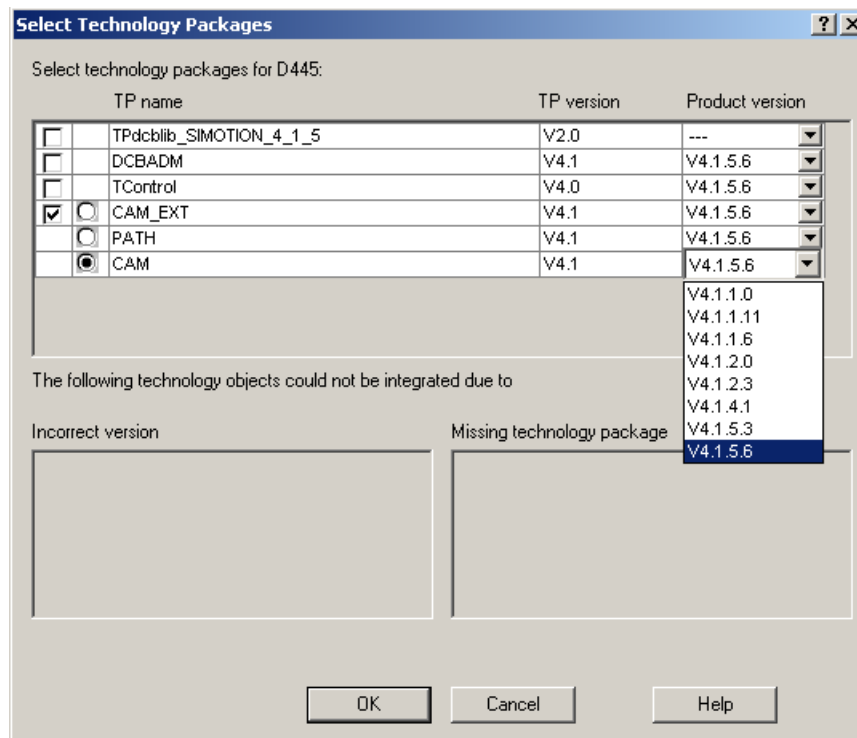 Select Technology Packages
Select technology packages for D445:
TP name TP version Product version
TPdcblib_SIMOTION_4_1_5 V2.0 ---
DCBADM V4.1 V4.1.5.6
TControl V4.0 V4.1.5.6
CAM_EXT V4.1 V4.1.5.6
PATH V4.1 V4.1.5.6
CAM V4.1 V4.1.5.6
V4.1.1.0
V4.1.1.11
V4.1.1.6
V4.1.2.0
V4.1.2.3
V4.1.4.1
V4.1.5.3
V4.1.5.6
The following technology objects could not be integrated due to
Incorrect version Missing technology package
OK Cancel Help